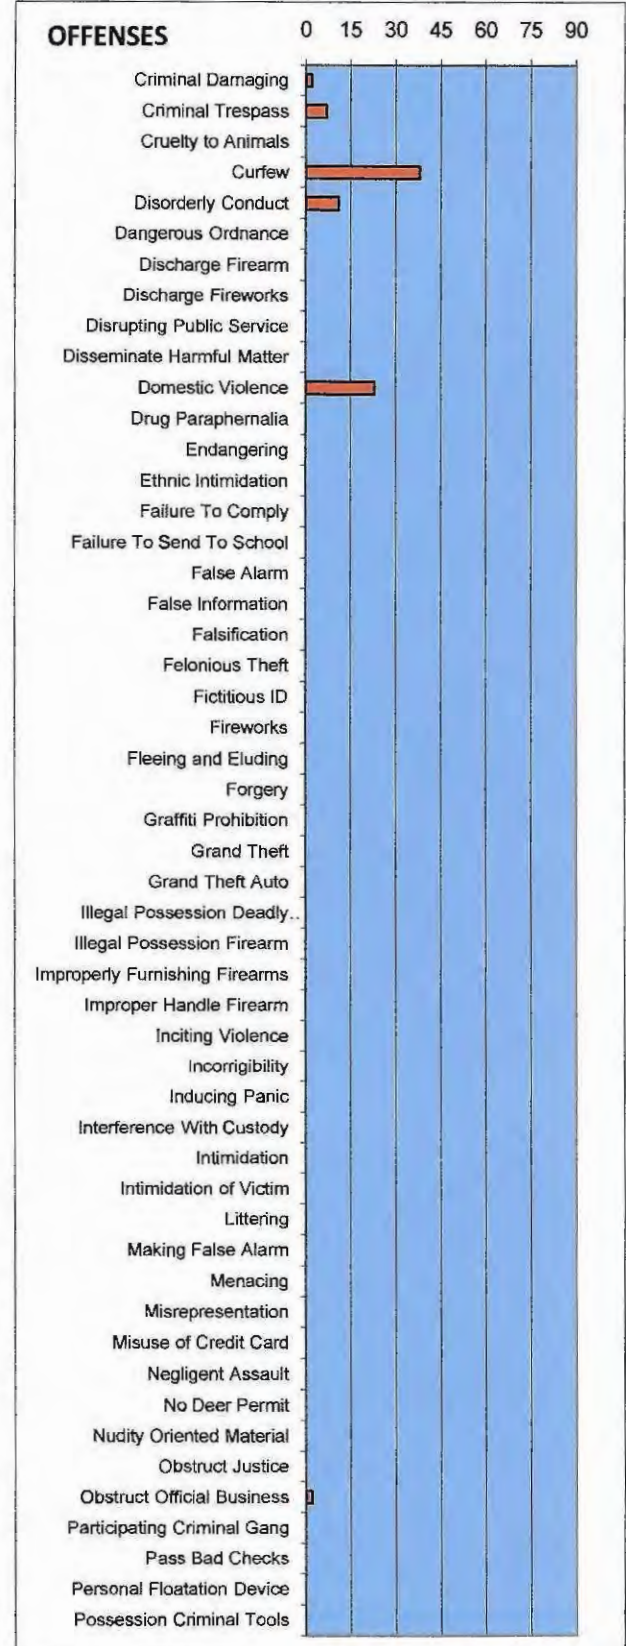 OFFENSES 0 15 30 45 60 75 90
Criminal Damaging
Criminal Trespass
Cruelty to Animals
Curfew
Disorderly Conduct
Dangerous Ordnance
Discharge Firearm
Discharge Fireworks
Disrupting Public Service
Disseminate Harmful Matter
Domestic Violence
Drug Paraphernalia
Endangering
Ethnic Intimidation
Failure To Comply
Failure To Send To School
False Alarm
False Information
Falsification
Felonious Theft
Fictitious ID
Fireworks
Fleeing and Eluding
Forgery
Graffiti Prohibition
Grand Theft
Grand Theft Auto
Illegal Possession Deadly..
Illegal Possession Firearm
Improperly Furnishing Firearms
Improper Handle Firearm
Inciting Violence
Incorrigibility
Inducing Panic
Interference With Custody
Intimidation
Intimidation of Victim
Littering
Making False Alarm
Menacing
Misrepresentation
Misuse of Credit Card
Negligent Assault
No Deer Permit
Nudity Oriented Material
Obstruct Justice
Obstruct Official Business
Participating Criminal Gang
Pass Bad Checks
Personal Floatation Device
Possession Criminal Tools